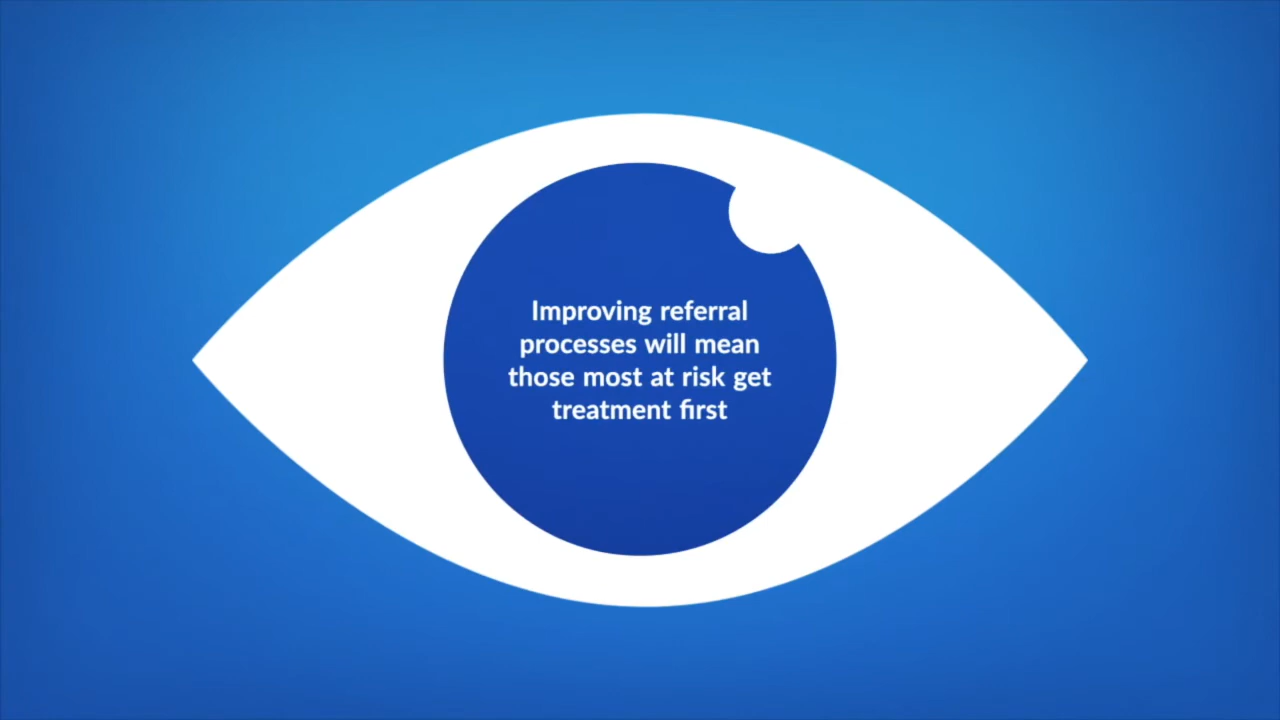 Improving referral
processes will mean
those most at risk get
treatment first